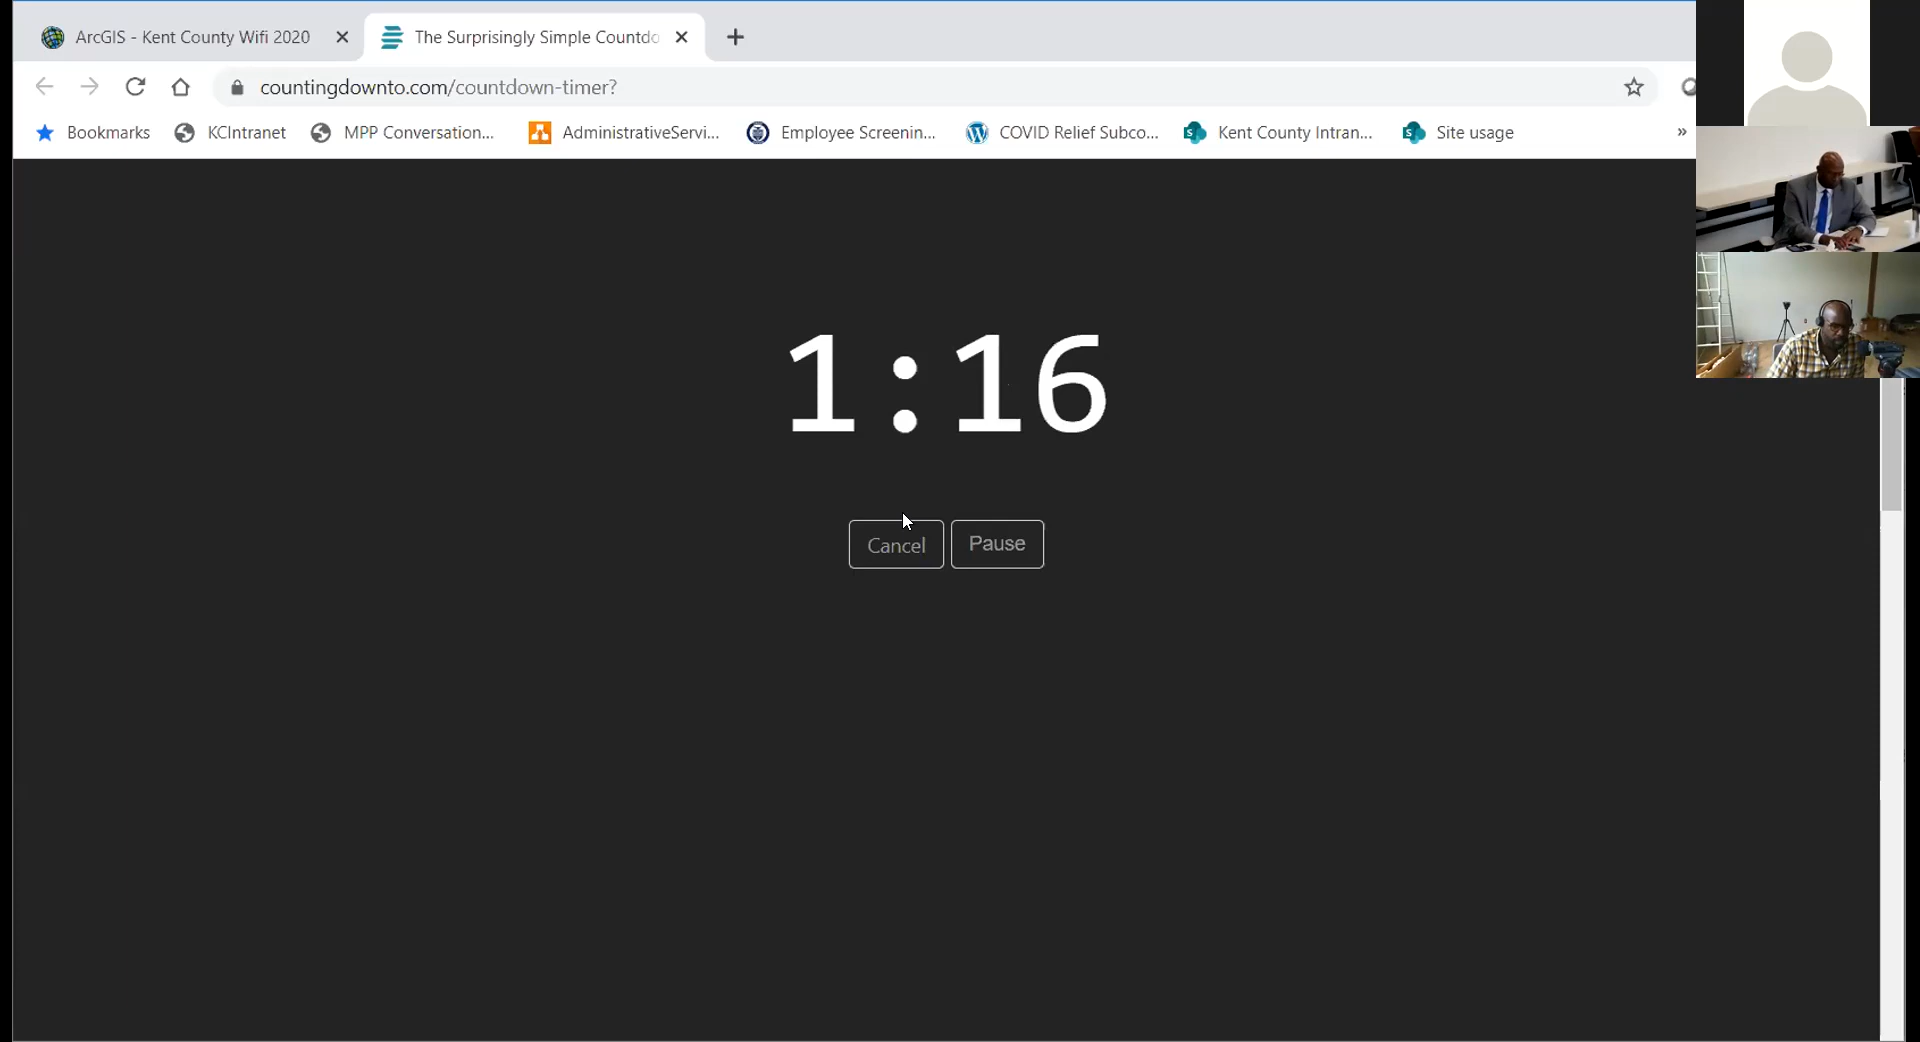 ArcGIS - Kent County Wifi 2020
The Surprisingly Simple Countdo
countingdownto.com/countdown-timer?
Bookmarks KCIntranet MPP Conversation... AdministrativeServi... Employee Screenin... COVID Relief Subco... Kent County Intran... Site usage »
1:16
Cancel Pause